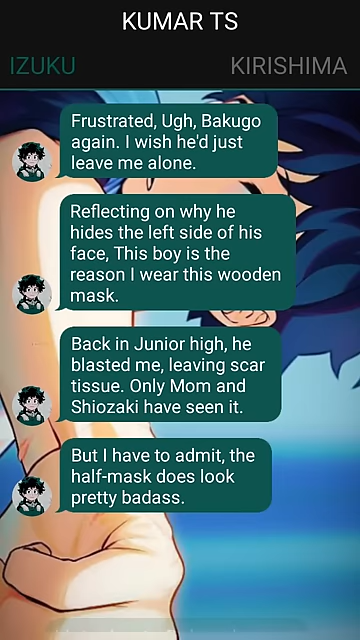 KUMAR TS
IZUKU
KIRISHIMA
Frustrated, Ugh, Bakugo
again. I wish he'd just
leave me alone.
Reflecting on why he
hides the left side of his
face, This boy is the
reason I wear this wooden
mask.
Back in Junior high, he
blasted me, leaving scar
tissue. Only Mom and
Shiozaki have seen it.
But I have to admit, the
half-mask does look
pretty badass.